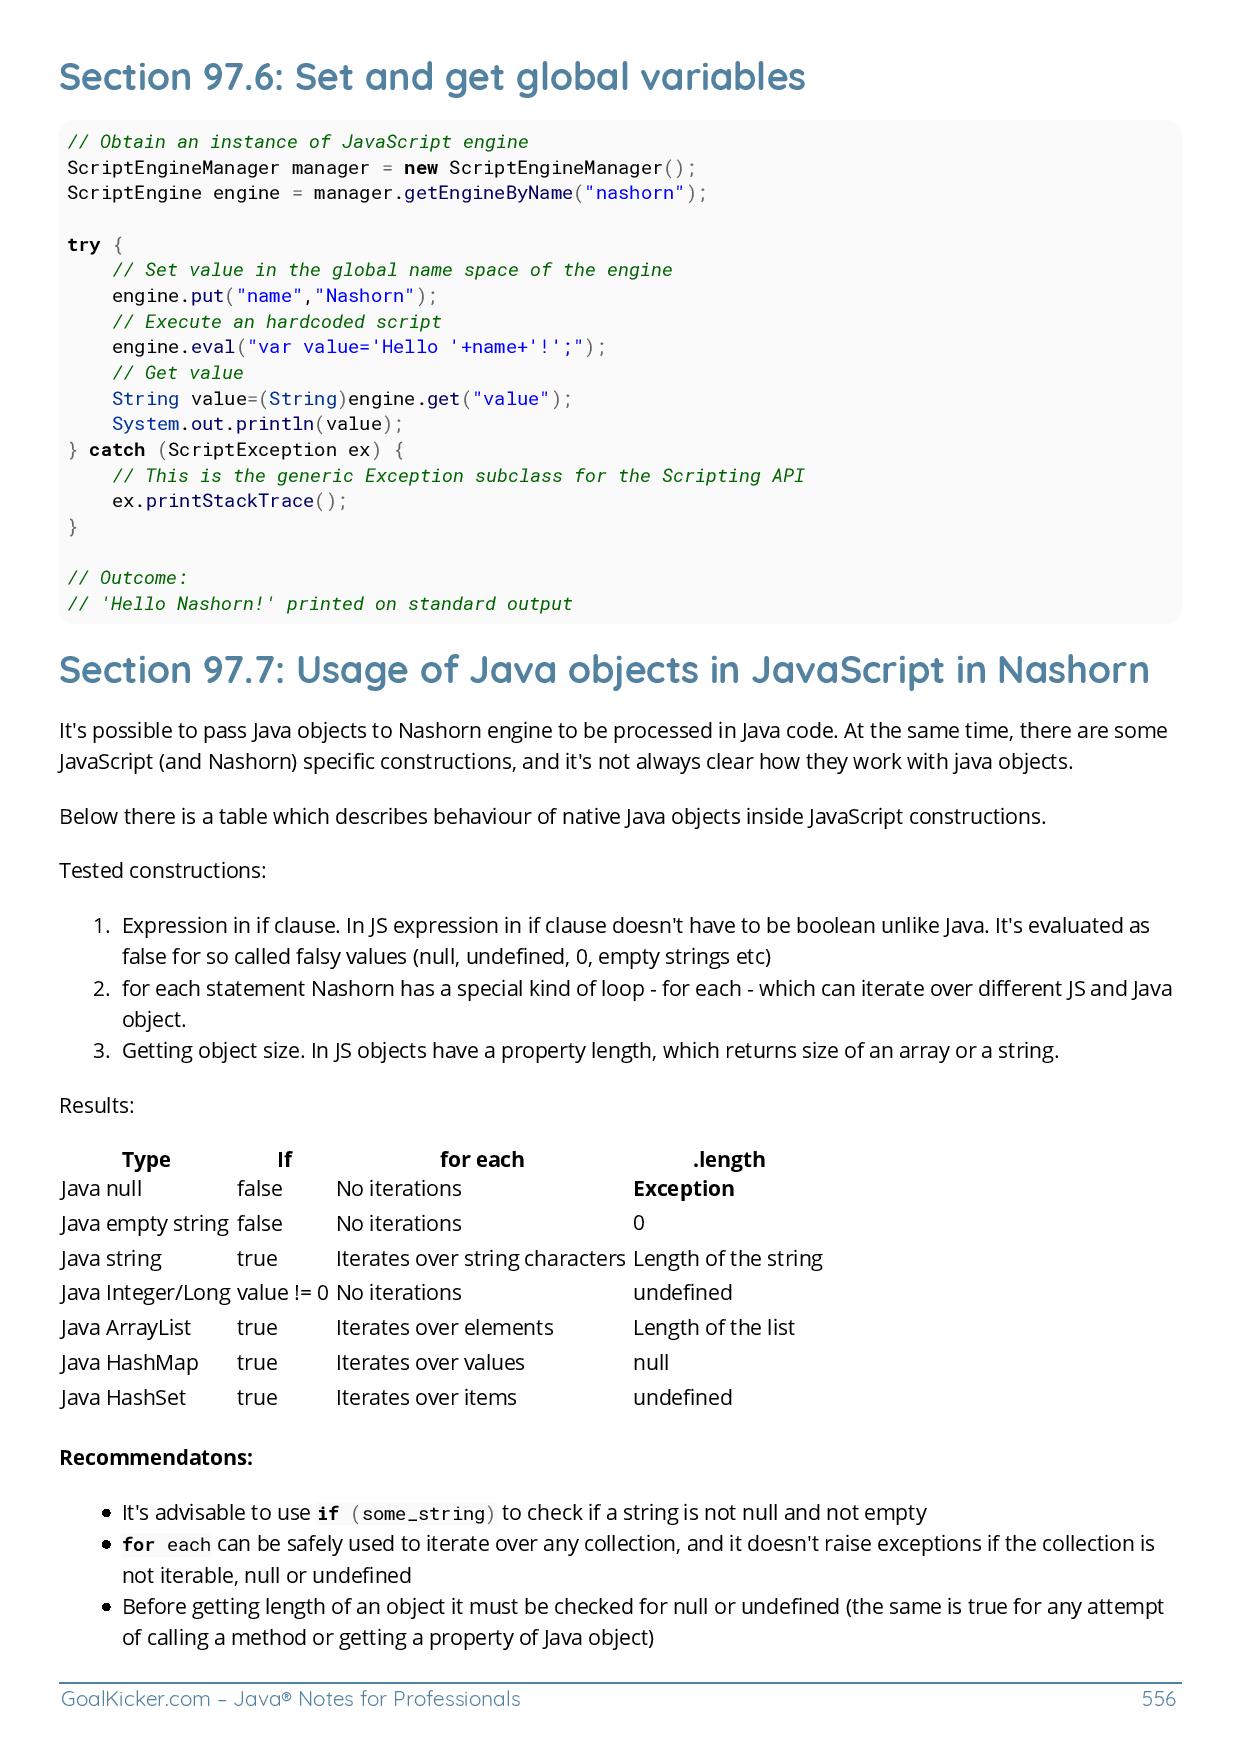 Section 97.6: Set and get global variables
// Obtain an instance of JavaScript engine
ScriptEngineManager manager = new ScriptEngineManager();
ScriptEngine engine = manager.getEngineByName("nashorn");
try {
    // Set value in the global name space of the engine
    engine.put("name","Nashorn");
    // Execute an hardcoded script
    engine.eval("var value='Hello '+name+'!';");
    // Get value
    String value=(String)engine.get("value");
    System.out.println(value);
} catch (ScriptException ex) {
    // This is the generic Exception subclass for the Scripting API
    ex.printStackTrace();
}
// Outcome:
// 'Hello Nashorn!' printed on standard output
Section 97.7: Usage of Java objects in JavaScript in Nashorn
It's possible to pass Java objects to Nashorn engine to be processed in Java code. At the same time, there are some
JavaScript (and Nashorn) specific constructions, and it's not always clear how they work with java objects.
Below there is a table which describes behaviour of native Java objects inside JavaScript constructions.
Tested constructions:
1. Expression in if clause. In JS expression in if clause doesn't have to be boolean unlike Java. It's evaluated as
false for so called falsy values (null, undefined, 0, empty strings etc)
2. for each statement Nashorn has a special kind of loop - for each - which can iterate over different JS and Java
object.
3. Getting object size. In JS objects have a property length, which returns size of an array or a string.
Results:
Type If for each .length
Java null false No iterations Exception
Java empty string false No iterations 0
Java string true Iterates over string characters Length of the string
Java Integer/Long value != 0 No iterations undefined
Java ArrayList true Iterates over elements Length of the list
Java HashMap true Iterates over values null
Java HashSet true Iterates over items undefined
Recommendatons:
• It's advisable to use if (some_string) to check if a string is not null and not empty
• for each can be safely used to iterate over any collection, and it doesn't raise exceptions if the collection is
not iterable, null or undefined
• Before getting length of an object it must be checked for null or undefined (the same is true for any attempt
of calling a method or getting a property of Java object)
GoalKicker.com – Java® Notes for Professionals 556